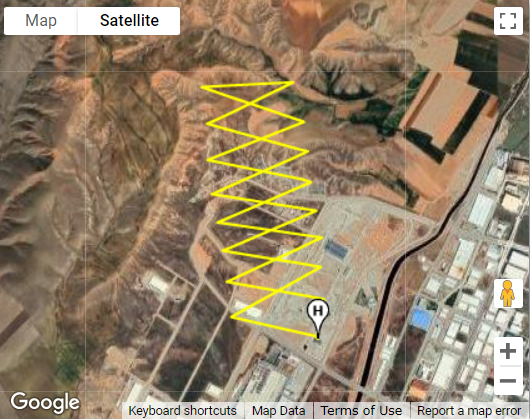 Map Satellite
H
Google Keyboard shortcuts Map Data Terms of Use Report a map error